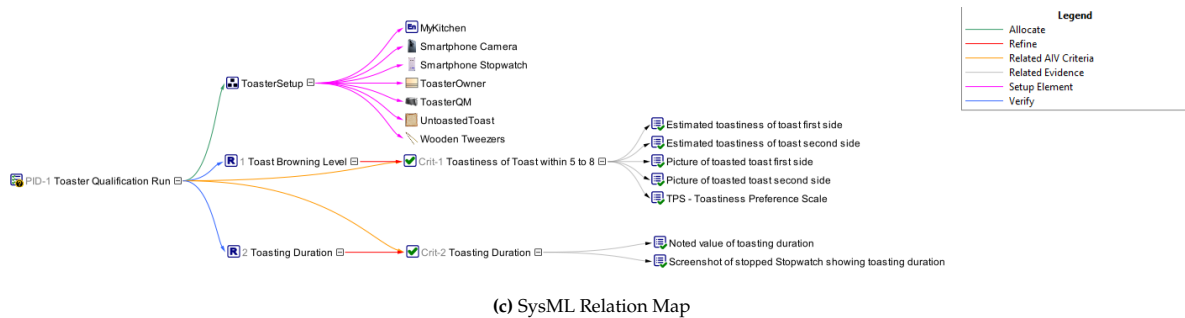 Legend
Allocate
Refine
Related AIV Criteria
Related Evidence
Setup Element
Verify
En MyKitchen
Smartphone Camera
Smartphone Stopwatch
ToasterSetup
ToasterOwner
ToasterQM
UntoastedToast
Wooden Tweezers
Estimated toastiness of toast first side
Estimated toastiness of toast second side
R 1 Toast Browning Level
Crit-1 Toastiness of Toast within 5 to 8
Picture of toasted toast first side
PID-1 Toaster Qualification Run
Picture of toasted toast second side
TPS - Toastiness Preference Scale
Noted value of toasting duration
R 2 Toasting Duration
Crit-2 Toasting Duration
Screenshot of stopped Stopwatch showing toasting duration
(c) SysML Relation Map